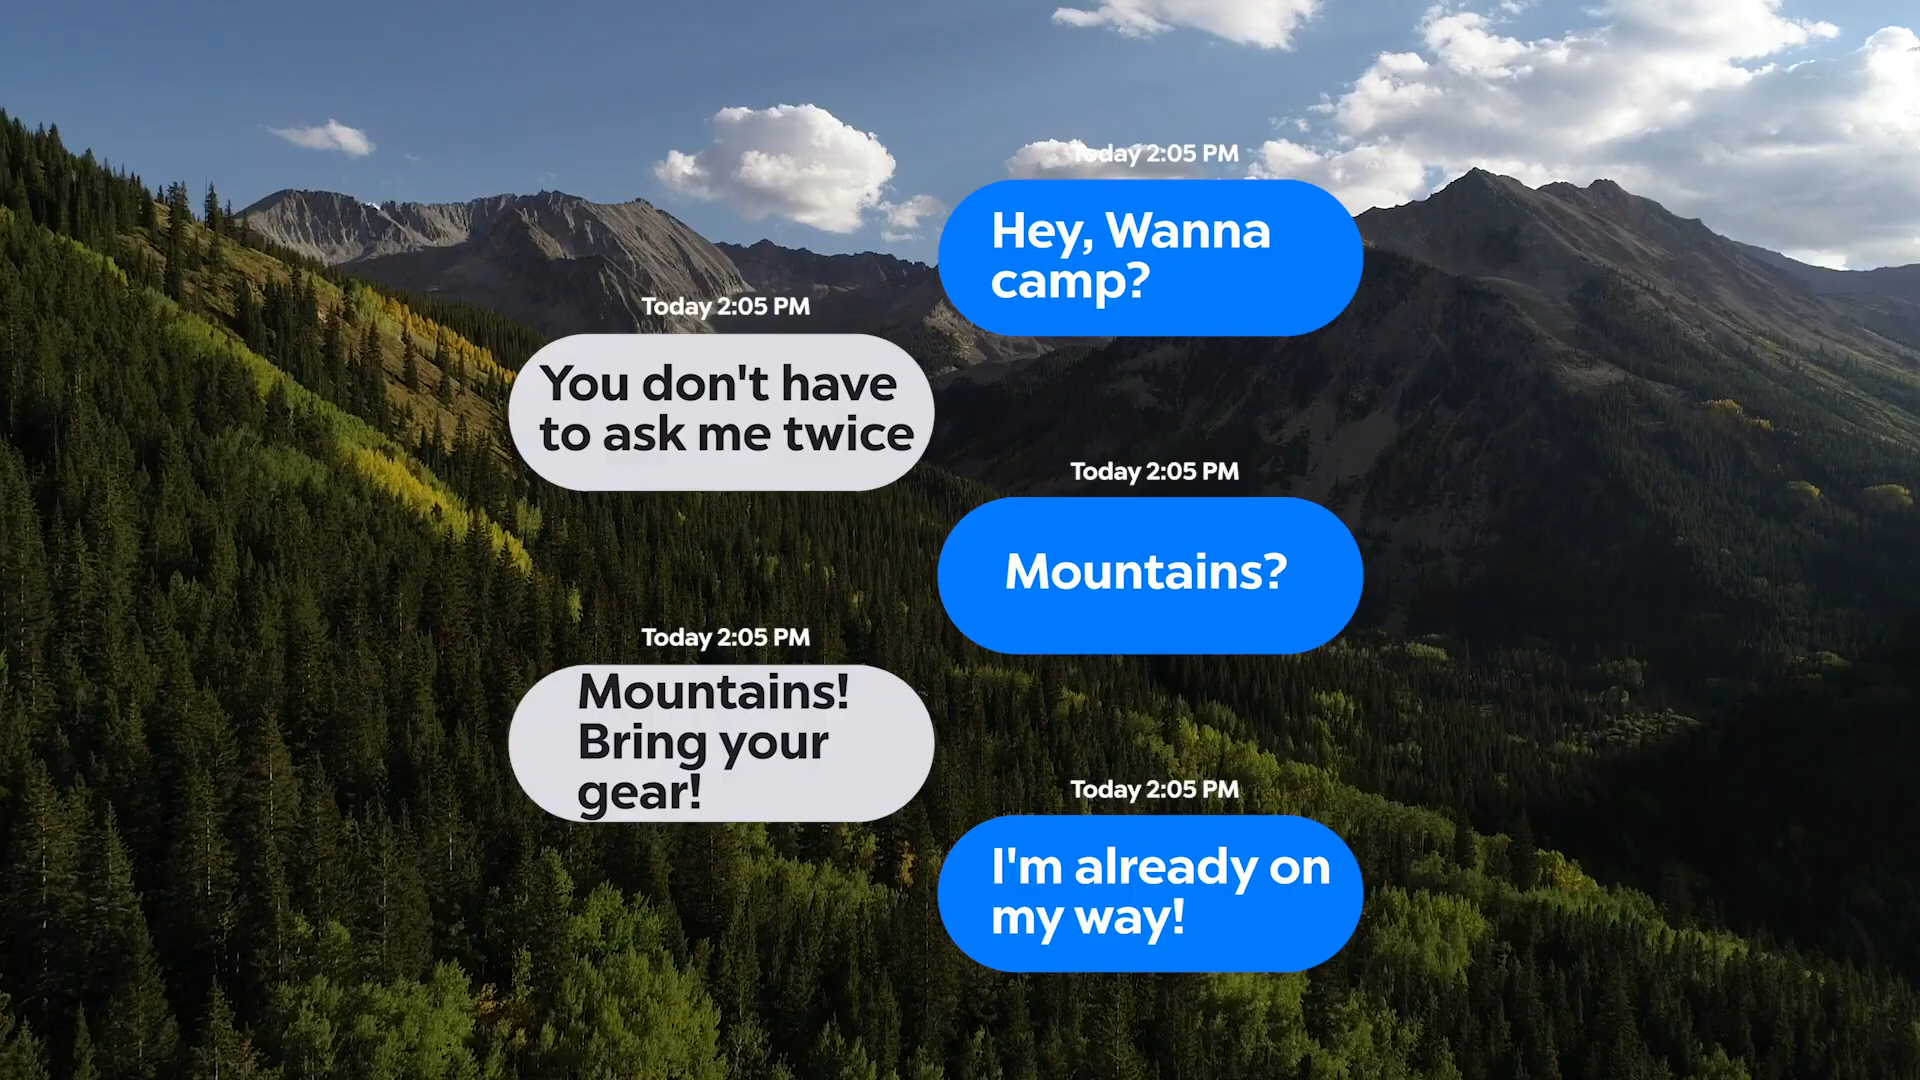 Today 2:05 PM
Hey, Wanna
camp?
Today 2:05 PM
You don't have
to ask me twice
Today 2:05 PM
Mountains?
Today 2:05 PM
Mountains!
Bring your
gear!
Today 2:05 PM
I'm already on
my way!